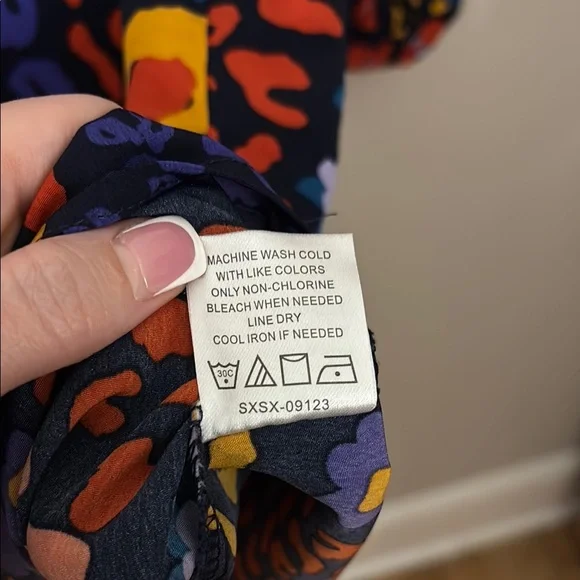 MACHINE WASH COLD
WITH LIKE COLORS
ONLY NON-CHLORINE
BLEACH WHEN NEEDED
LINE DRY
COOL IRON IF NEEDED
30C
SXSX-09123